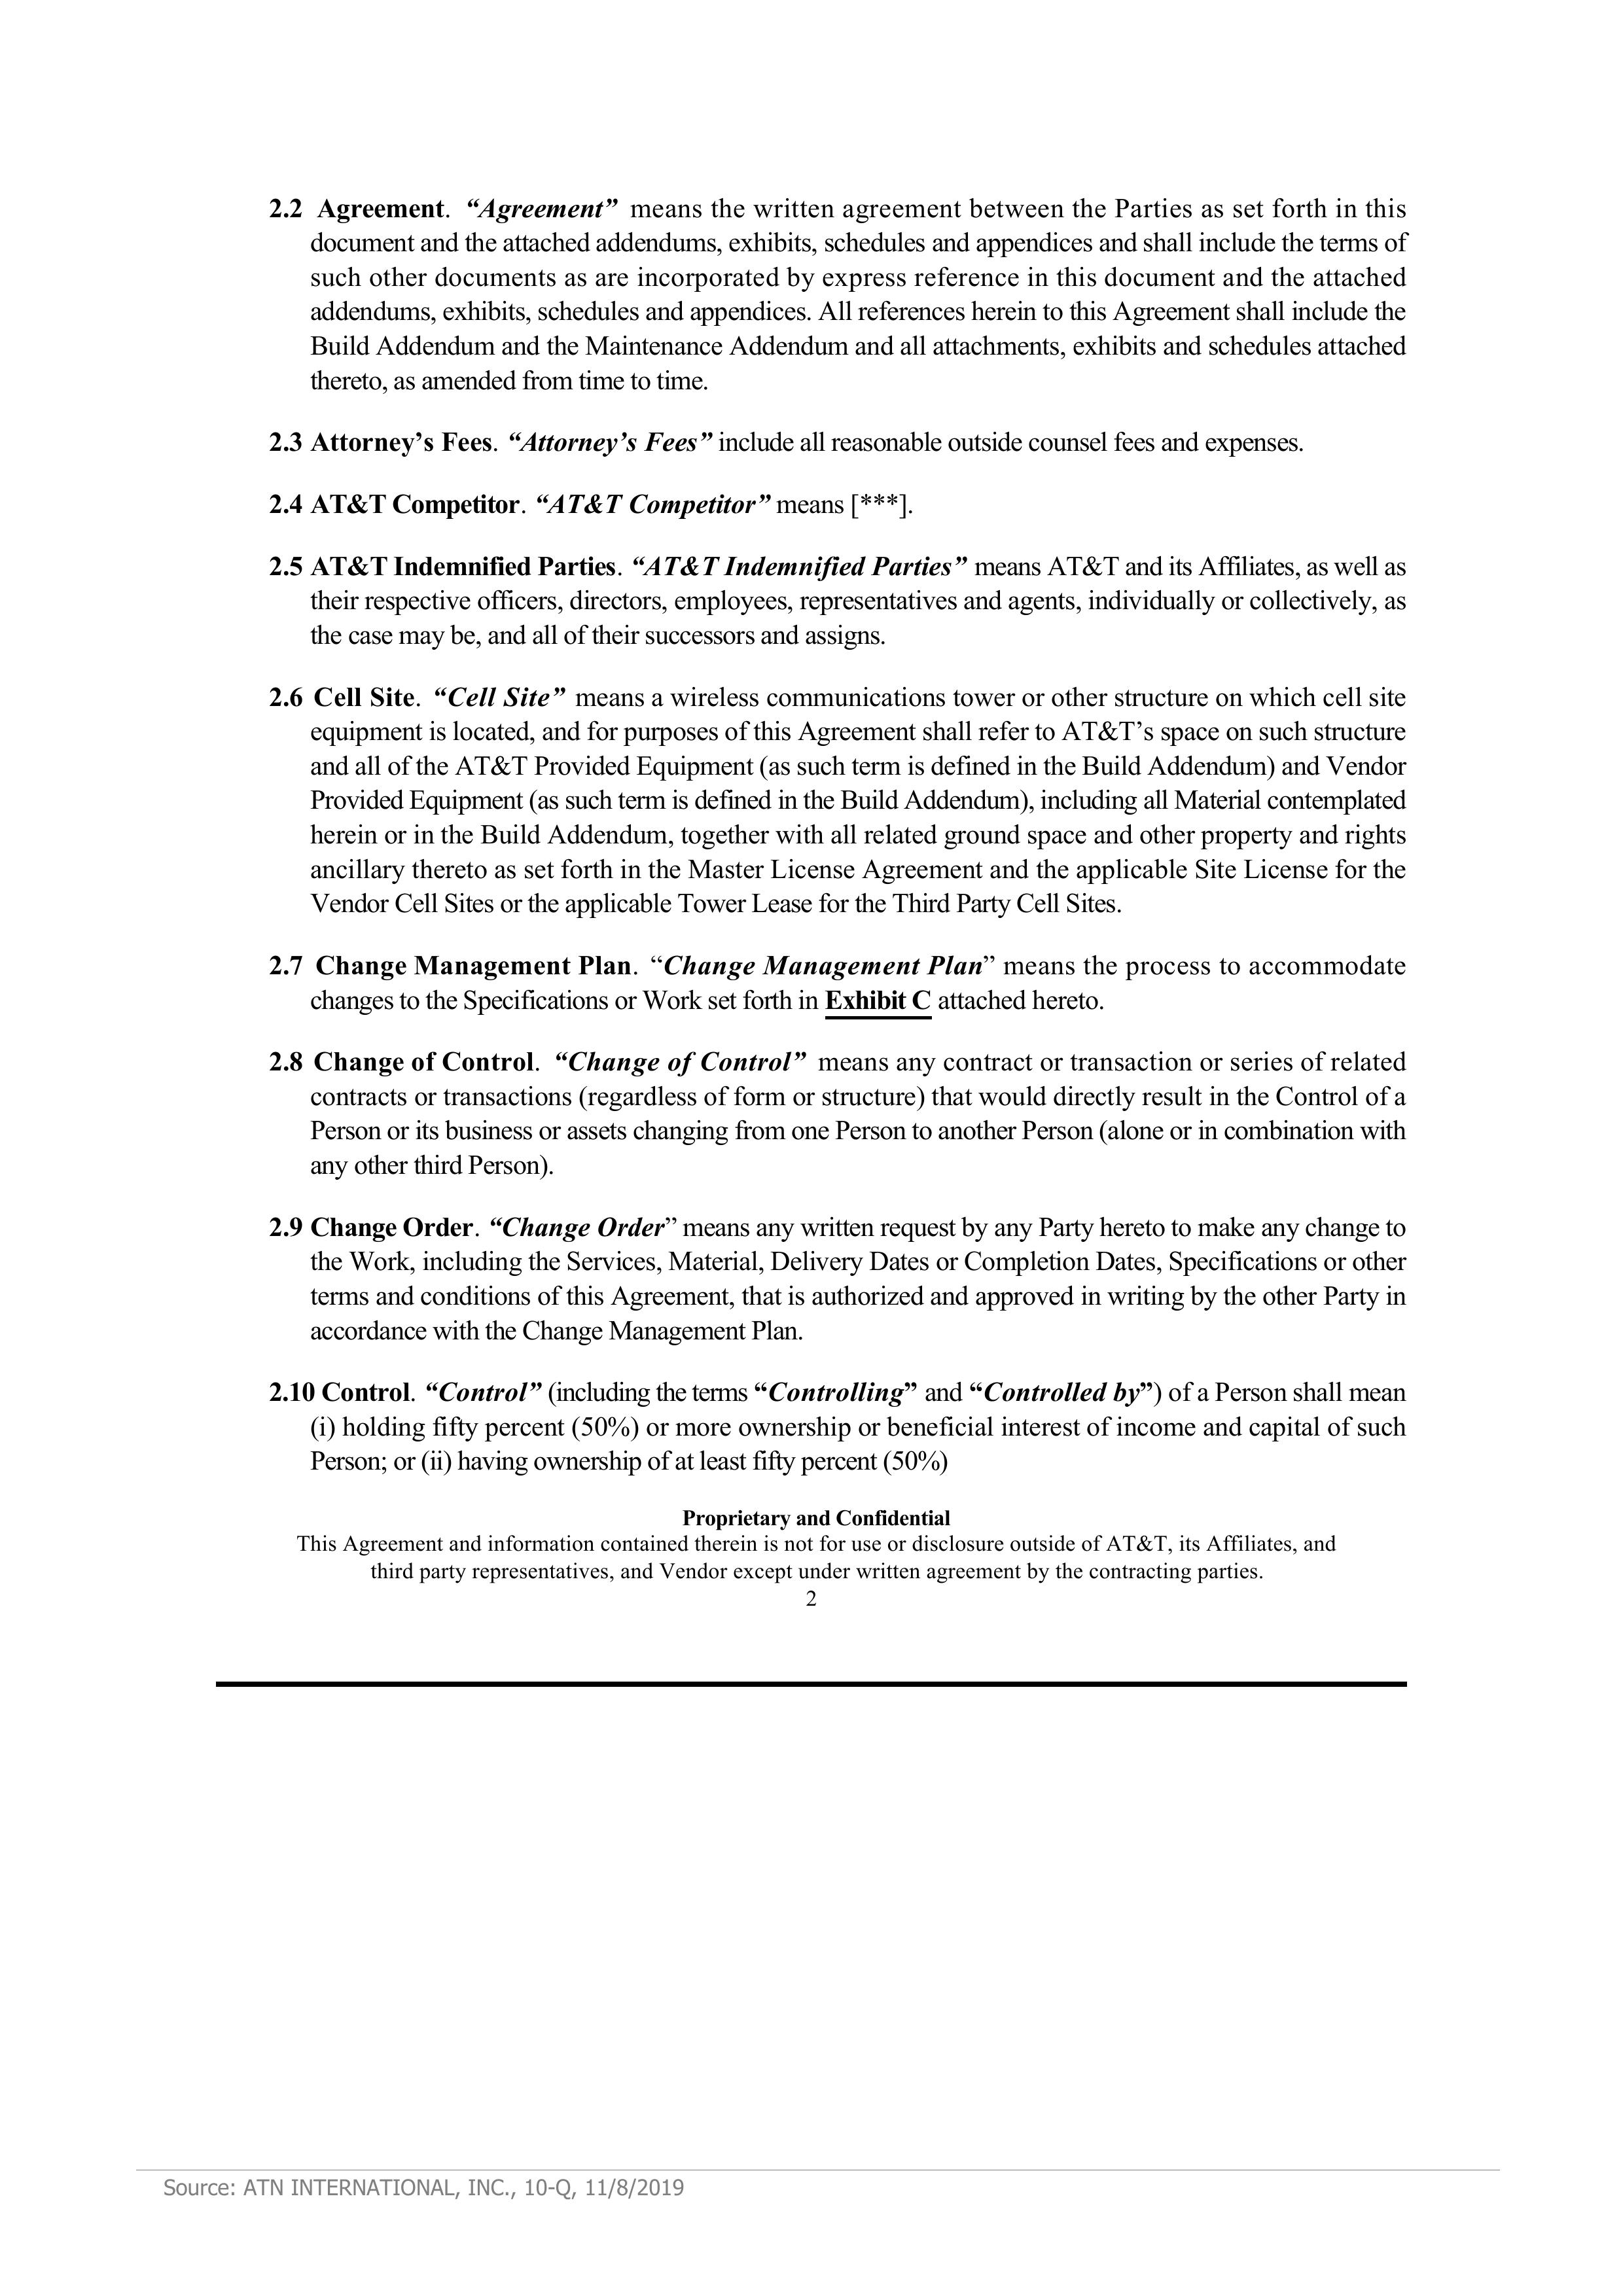 2.2 Agreement. “Agreement” means the written agreement between the Parties as set forth in this
document and the attached addendums, exhibits, schedules and appendices and shall include the terms of
such other documents as are incorporated by express reference in this document and the attached
addendums, exhibits, schedules and appendices. All references herein to this Agreement shall include the
Build Addendum and the Maintenance Addendum and all attachments, exhibits and schedules attached
thereto, as amended from time to time.
2.3 Attorney’s Fees. “Attorney’s Fees” include all reasonable outside counsel fees and expenses.
2.4 AT&T Competitor. “AT&T Competitor” means [***].
2.5 AT&T Indemnified Parties. “AT&T Indemnified Parties” means AT&T and its Affiliates, as well as
their respective officers, directors, employees, representatives and agents, individually or collectively, as
the case may be, and all of their successors and assigns.
2.6 Cell Site. “Cell Site” means a wireless communications tower or other structure on which cell site
equipment is located, and for purposes of this Agreement shall refer to AT&T’s space on such structure
and all of the AT&T Provided Equipment (as such term is defined in the Build Addendum) and Vendor
Provided Equipment (as such term is defined in the Build Addendum), including all Material contemplated
herein or in the Build Addendum, together with all related ground space and other property and rights
ancillary thereto as set forth in the Master License Agreement and the applicable Site License for the
Vendor Cell Sites or the applicable Tower Lease for the Third Party Cell Sites.
2.7 Change Management Plan. “Change Management Plan” means the process to accommodate
changes to the Specifications or Work set forth in Exhibit C attached hereto.
2.8 Change of Control. “Change of Control” means any contract or transaction or series of related
contracts or transactions (regardless of form or structure) that would directly result in the Control of a
Person or its business or assets changing from one Person to another Person (alone or in combination with
any other third Person).
2.9 Change Order. “Change Order” means any written request by any Party hereto to make any change to
the Work, including the Services, Material, Delivery Dates or Completion Dates, Specifications or other
terms and conditions of this Agreement, that is authorized and approved in writing by the other Party in
accordance with the Change Management Plan.
2.10 Control. “Control” (including the terms “Controlling” and “Controlled by”) of a Person shall mean
(i) holding fifty percent (50%) or more ownership or beneficial interest of income and capital of such
Person; or (ii) having ownership of at least fifty percent (50%)
Proprietary and Confidential
This Agreement and information contained therein is not for use or disclosure outside of AT&T, its Affiliates, and
third party representatives, and Vendor except under written agreement by the contracting parties.
2
Source: ATN INTERNATIONAL, INC., 10-Q, 11/8/2019